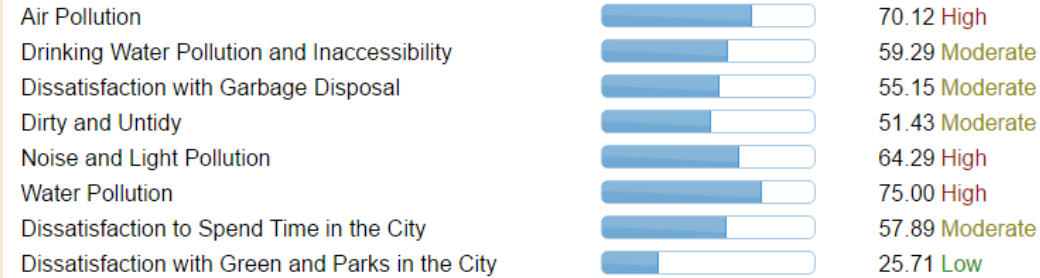 Air Pollution 70.12 High
Drinking Water Pollution and Inaccessibility 59.29 Moderate
Dissatisfaction with Garbage Disposal 55.15 Moderate
Dirty and Untidy 51.43 Moderate
Noise and Light Pollution 64.29 High
Water Pollution 75.00 High
Dissatisfaction to Spend Time in the City 57.89 Moderate
Dissatisfaction with Green and Parks in the City 25.71 Low